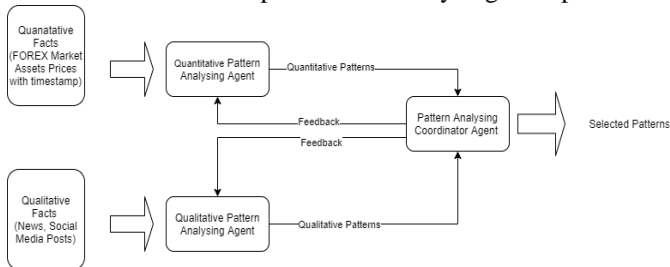 Quanatative
Facts
(FOREX Market
Assets Prices
with timestamp)
Quantitative Pattern
Analysing Agent
Quantitative Patterns
Feedback
Feedback
Pattern Analysing
Coordinator Agent
Selected Patterns
Qualitative
Facts
(News, Social
Media Posts)
Qualitative Pattern
Analysing Agent
Qualitative Patterns